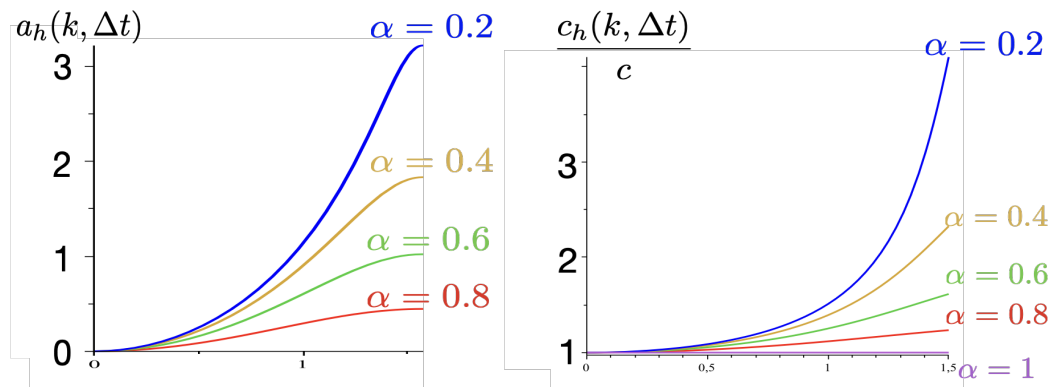 a_h(k, Δt)
α = 0.2
3
α = 0.4
2
α = 0.6
1
α = 0.8
0
0
1
c_h(k, Δt)
c
α = 0.2
3
α = 0.4
2
α = 0.6
α = 0.8
1
0
0,5
1
1,5
α = 1